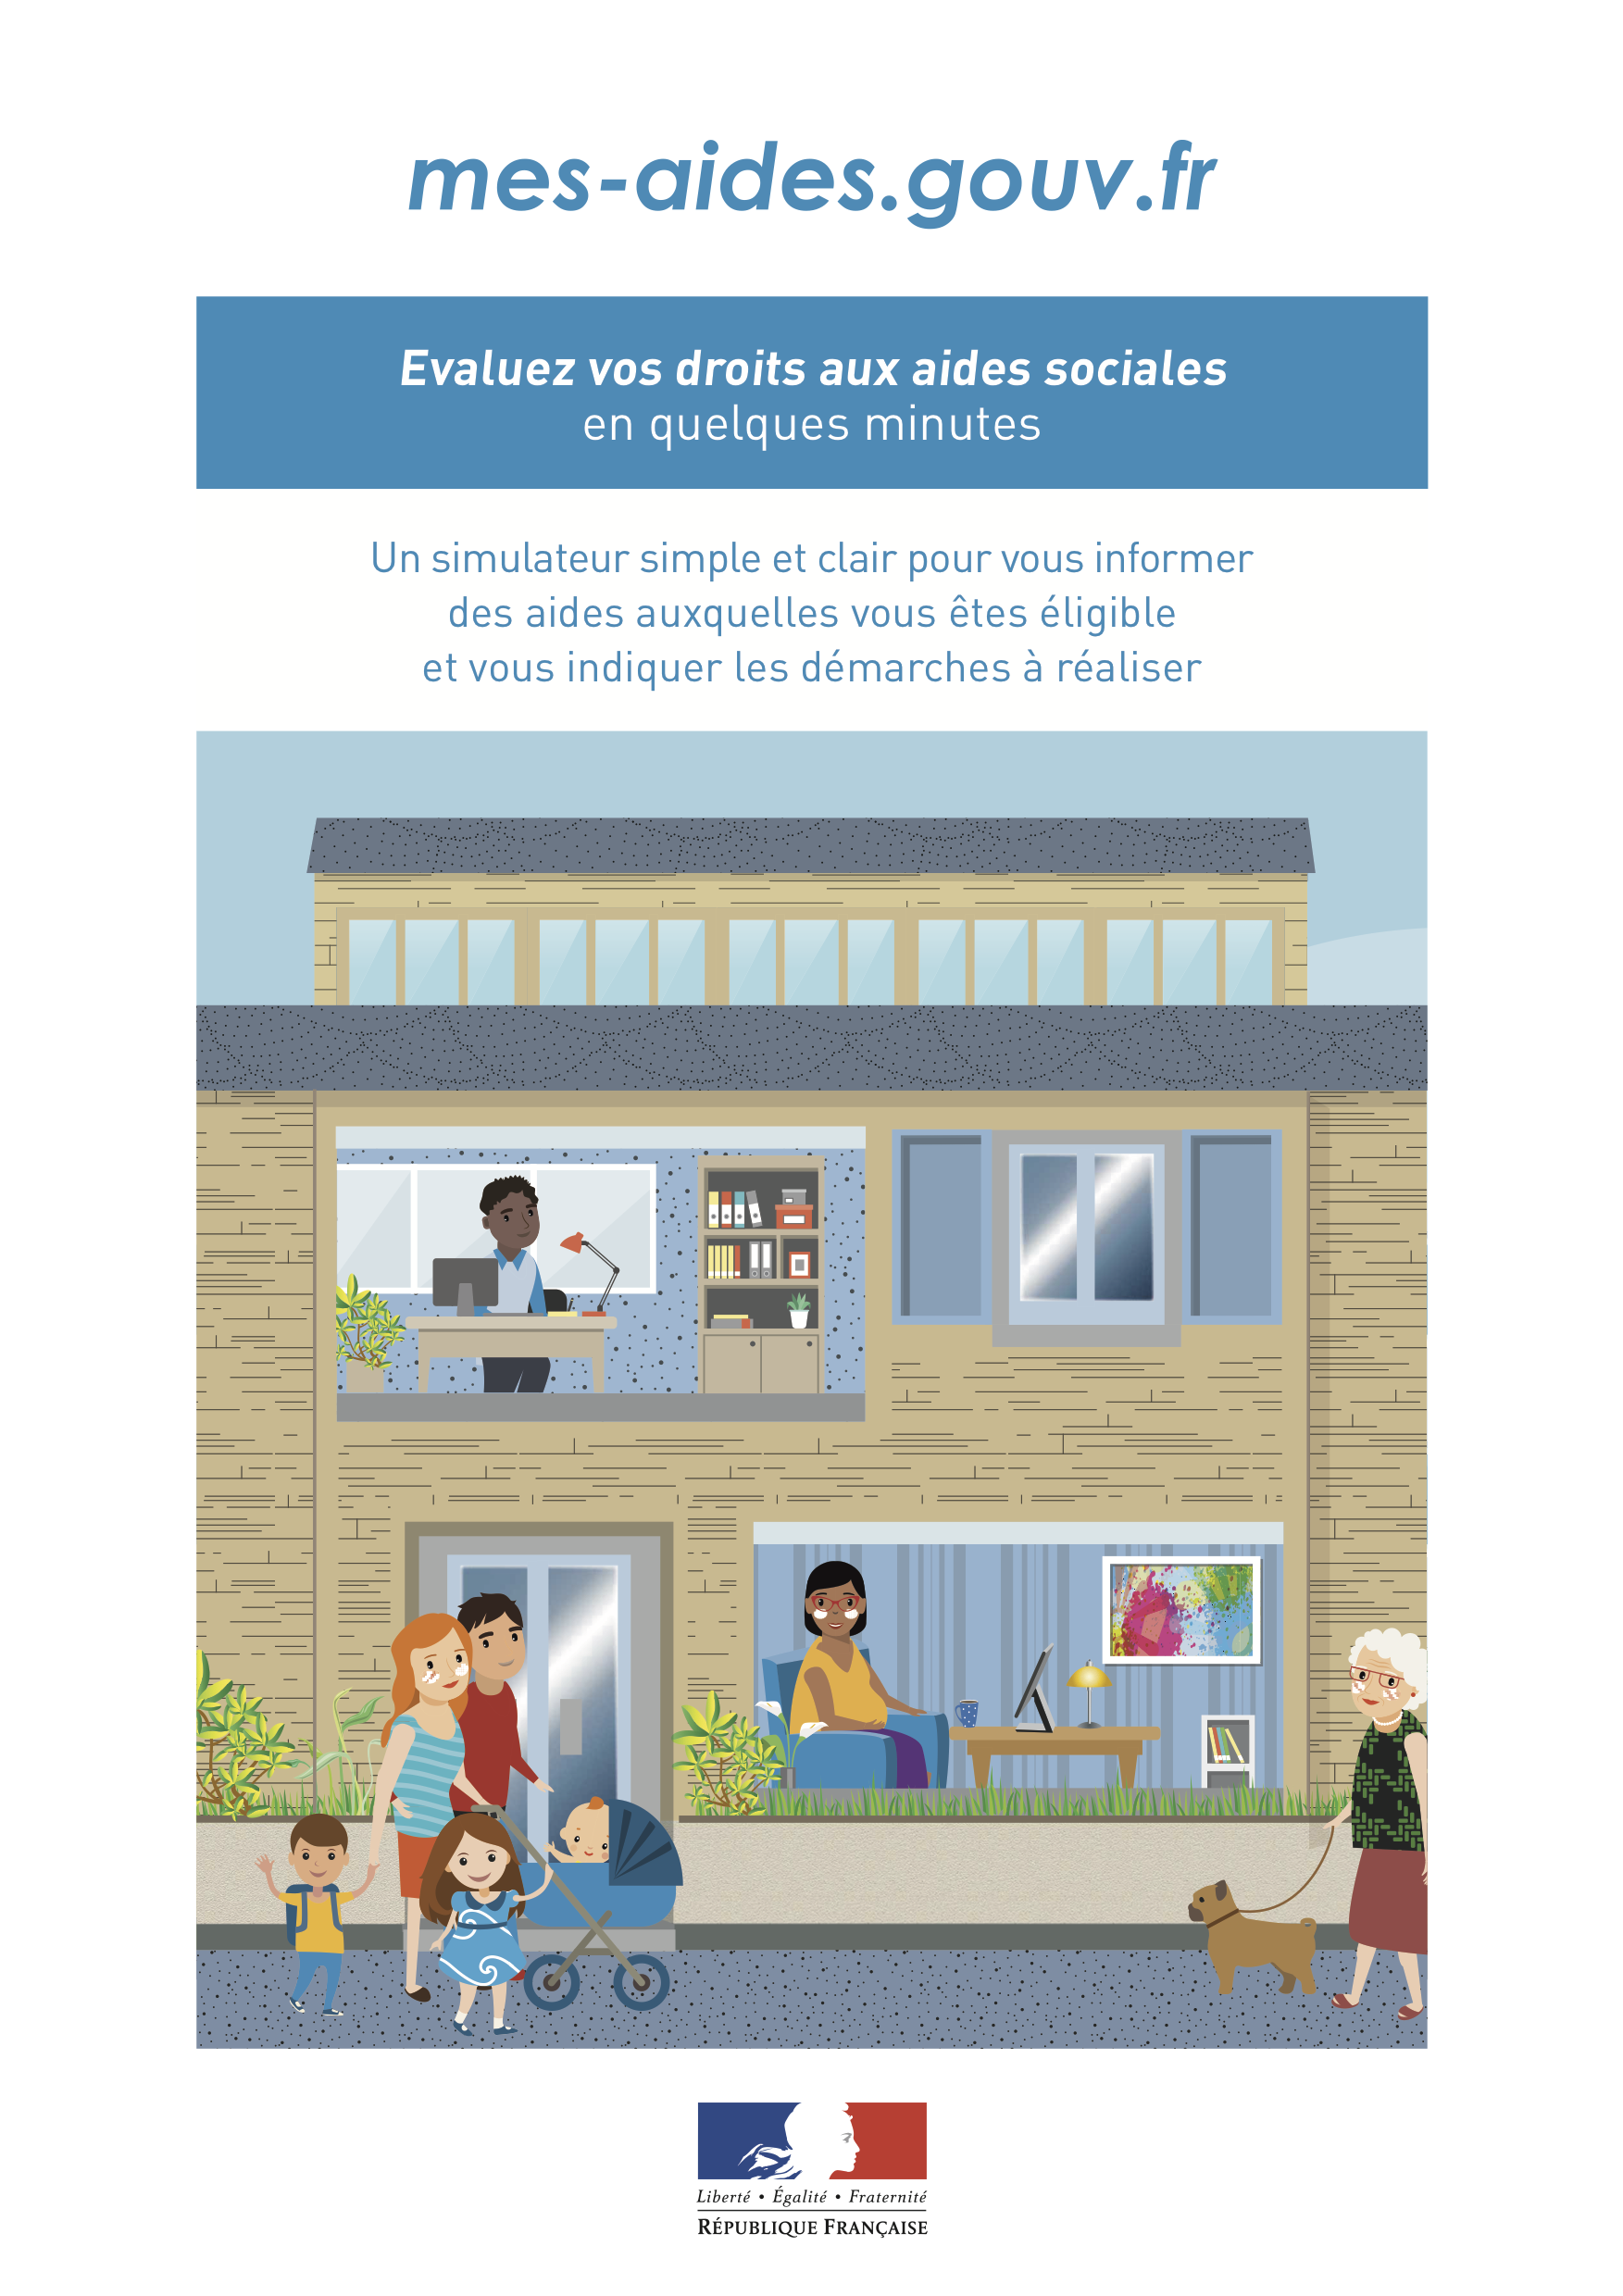 mes-aides.gouv.fr
Evaluez vos droits aux aides sociales
en quelques minutes
Un simulateur simple et clair pour vous informer
des aides auxquelles vous êtes éligible
et vous indiquer les démarches à réaliser
Liberté • Égalité • Fraternité
RÉPUBLIQUE FRANÇAISE